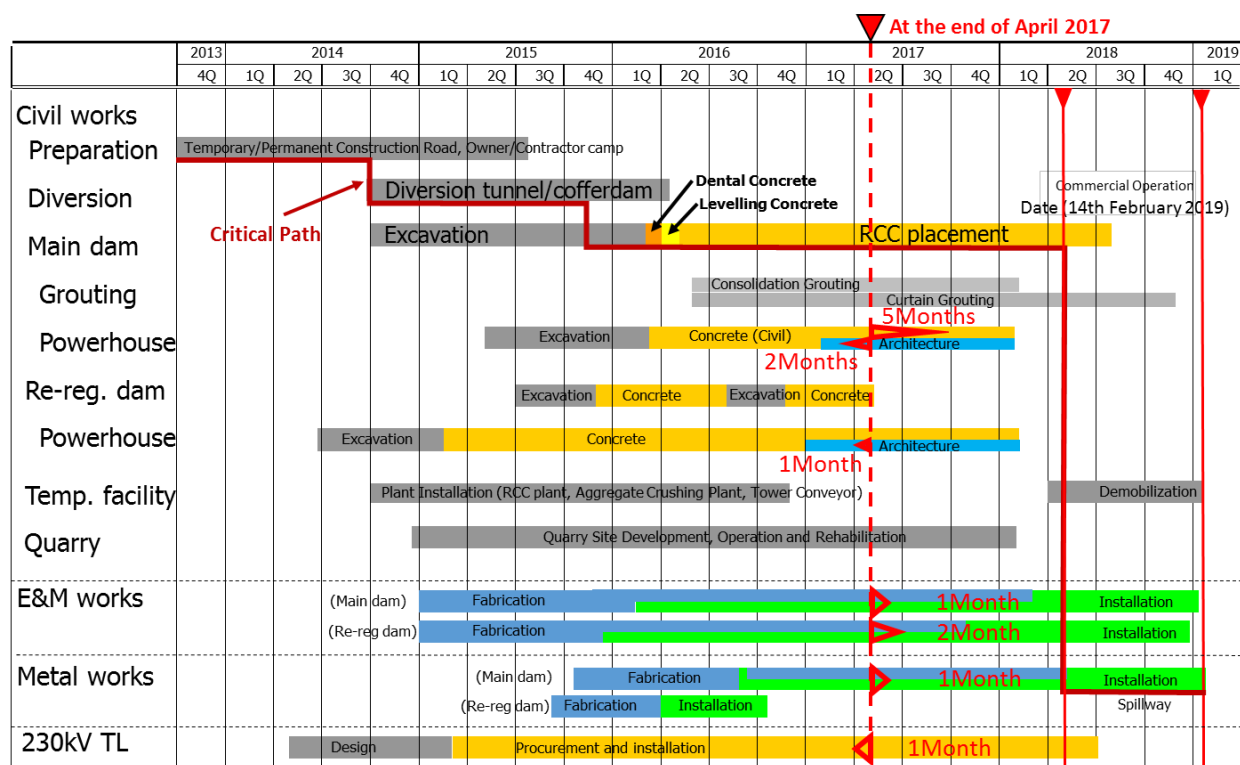 At the end of April 2017
2013 2014 2015 2016 2017 2018 2019
4Q 1Q 2Q 3Q 4Q 1Q 2Q 3Q 4Q 1Q 2Q 3Q 4Q 1Q 2Q 3Q 4Q 1Q 2Q 3Q 4Q 1Q
Civil works
Preparation
Temporary/Permanent Construction Road, Owner/Contractor camp
Diversion
Diversion tunnel/cofferdam
Dental Concrete
Levelling Concrete
Commercial Operation
Date (14th February 2019)
Critical Path
Main dam
Excavation
RCC placement
Grouting
Consolidation Grouting
Curtain Grouting
5Months
Powerhouse
Excavation
Concrete (Civil)
Architecture
2Months
Re-reg. dam
Excavation
Concrete
Excavation
Concrete
Powerhouse
Excavation
Concrete
Architecture
1Month
Temp. facility
Plant Installation (RCC plant, Aggregate Crushing Plant, Tower Conveyor)
Demobilization
Quarry
Quarry Site Development, Operation and Rehabilitation
E&M works
(Main dam)
Fabrication
1Month
Installation
(Re-reg dam)
Fabrication
2Month
Installation
Metal works
(Main dam)
Fabrication
1Month
Installation
(Re-reg dam)
Fabrication
Installation
Spillway
230kV TL
Design
Procurement and installation
1Month